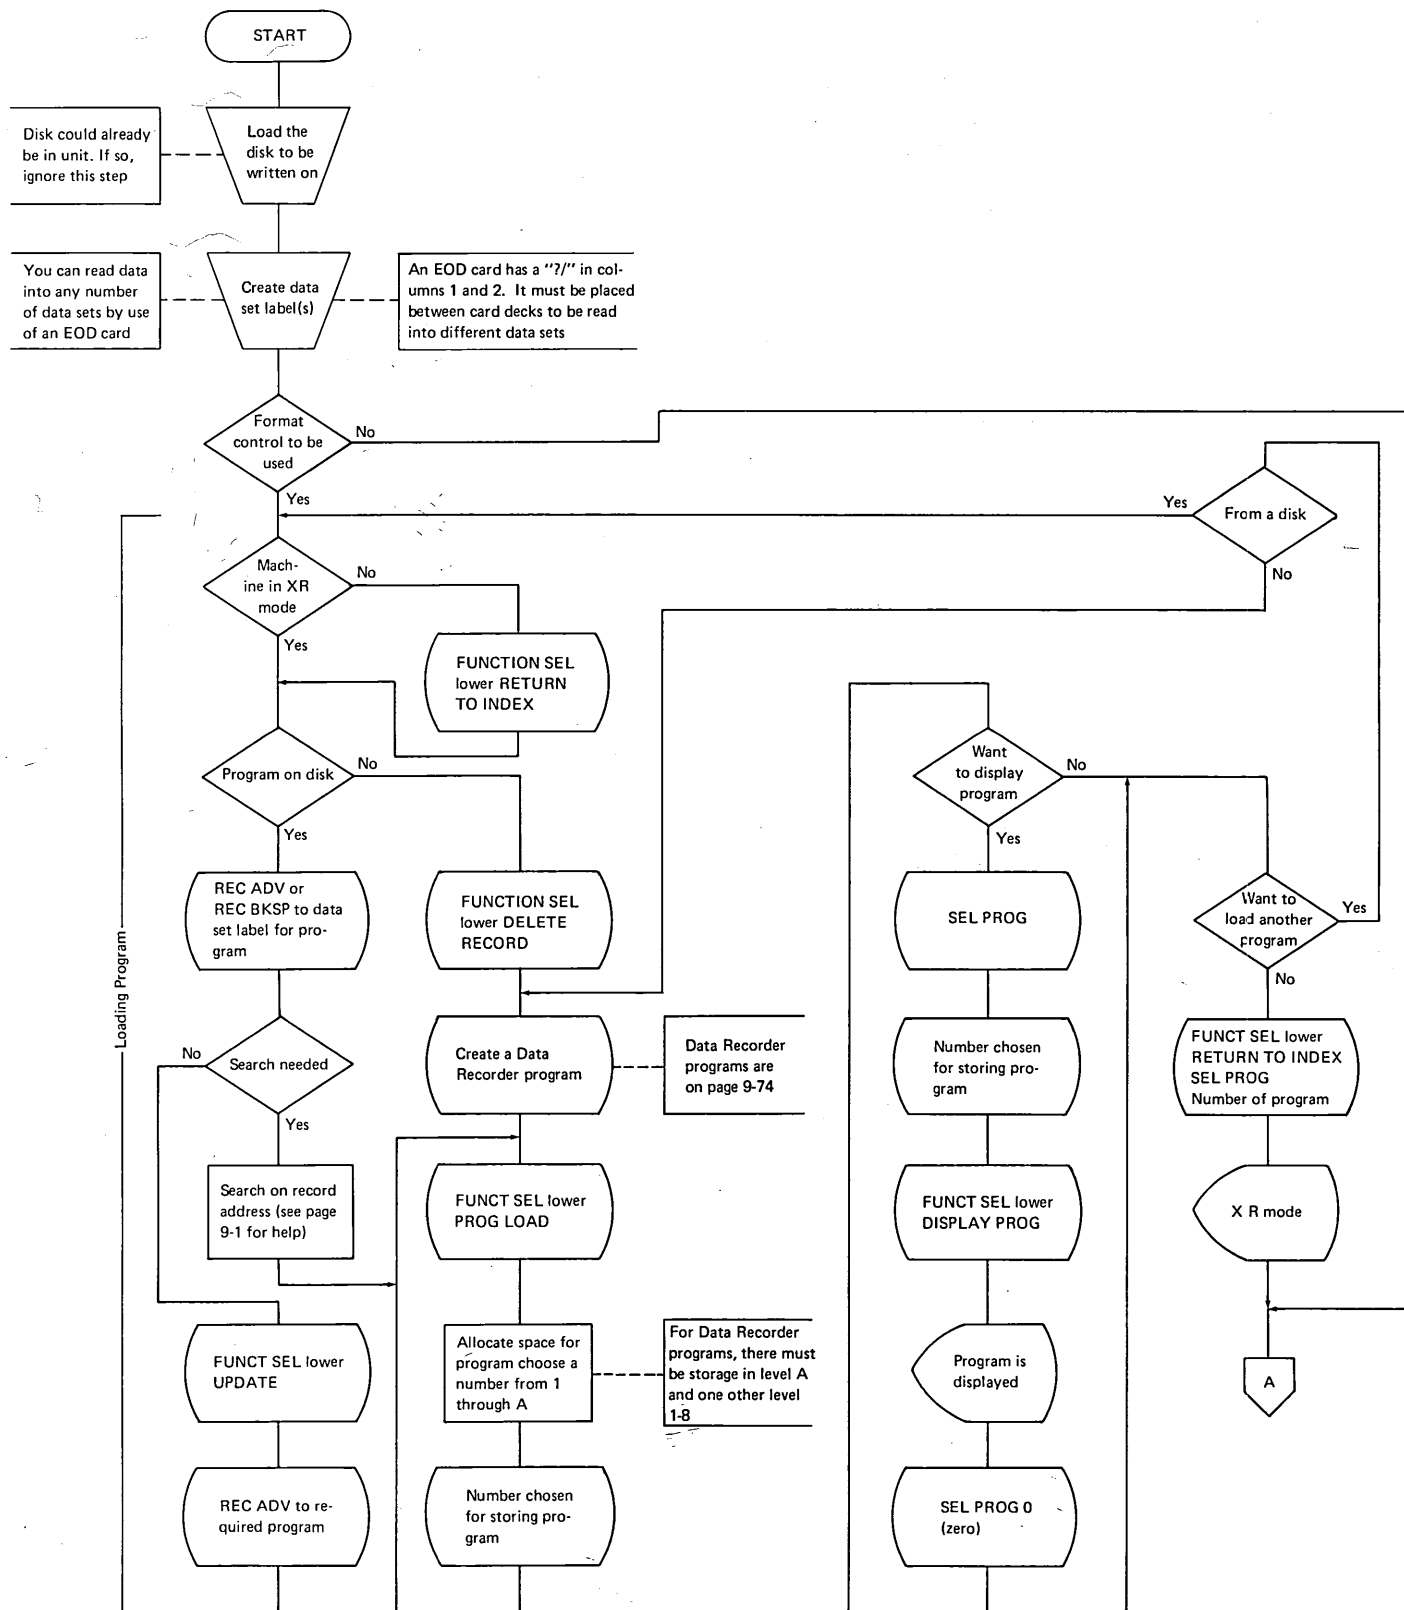 START
Disk could already
be in unit. If so,
ignore this step
Load the
disk to be
written on
You can read data
into any number
of data sets by use
of an EOD card
Create data
set label(s)
An EOD card has a "?/" in col-
umns 1 and 2. It must be placed
between card decks to be read
into different data sets
Format
control to be
used
No
Yes
Yes
From a disk
No
Mach-
ine in XR
mode
No
Yes
FUNCTION SEL
lower RETURN
TO INDEX
Program on disk
No
Yes
Want
to display
program
No
Yes
REC ADV or
REC BKSP to data
set label for pro-
gram
FUNCTION SEL
lower DELETE
RECORD
SEL PROG
Want to
load another
program
Yes
No
Loading Program
No
Search needed
Yes
Create a Data
Recorder program
Data Recorder
programs are
on page 9-74
Number chosen
for storing pro-
gram
FUNCT SEL lower
RETURN TO INDEX
SEL PROG
Number of program
Search on record
address (see page
9-1 for help)
FUNCT SEL lower
PROG LOAD
FUNCT SEL lower
DISPLAY PROG
X R mode
FUNCT SEL lower
UPDATE
Allocate space for
program choose a
number from 1
through A
For Data Recorder
programs, there must
be storage in level A
and one other level
1-8
Program is
displayed
A
REC ADV to re-
quired program
Number chosen
for storing pro-
gram
SEL PROG 0
(zero)